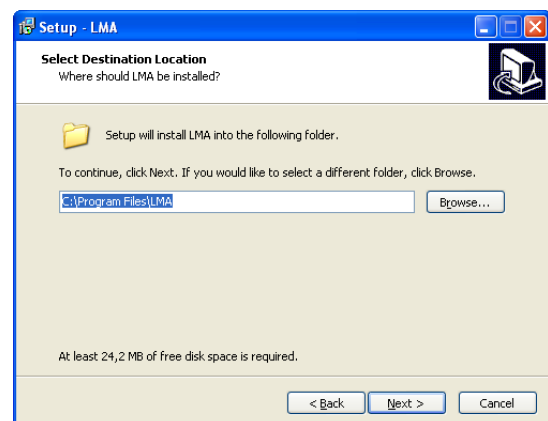 Setup - LMA
Select Destination Location
Where should LMA be installed?
Setup will install LMA into the following folder.
To continue, click Next. If you would like to select a different folder, click Browse.
C:\Program Files\LMA
Browse...
At least 24,2 MB of free disk space is required.
< Back
Next >
Cancel